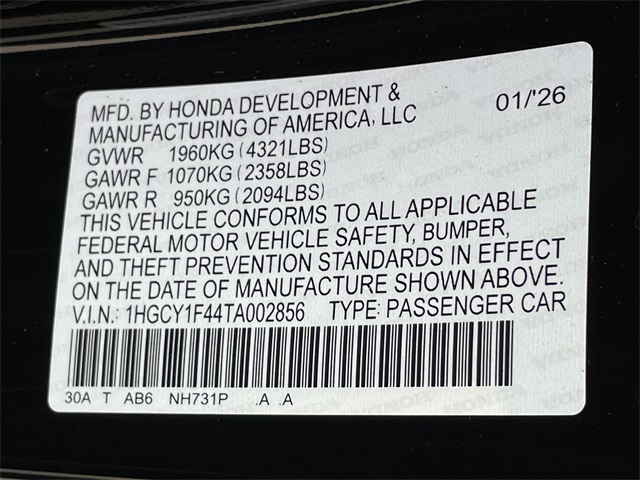 MFD. BY HONDA DEVELOPMENT &
MANUFACTURING OF AMERICA, LLC 01/'26
GVWR 1960KG (4321LBS)
GAWR F 1070KG (2358LBS)
GAWR R 950KG (2094LBS)
THIS VEHICLE CONFORMS TO ALL APPLICABLE
FEDERAL MOTOR VEHICLE SAFETY, BUMPER,
AND THEFT PREVENTION STANDARDS IN EFFECT
ON THE DATE OF MANUFACTURE SHOWN ABOVE.
V.I.N.: 1HGCY1F44TA002856 TYPE: PASSENGER CAR
30A T AB6 NH731P .A .A